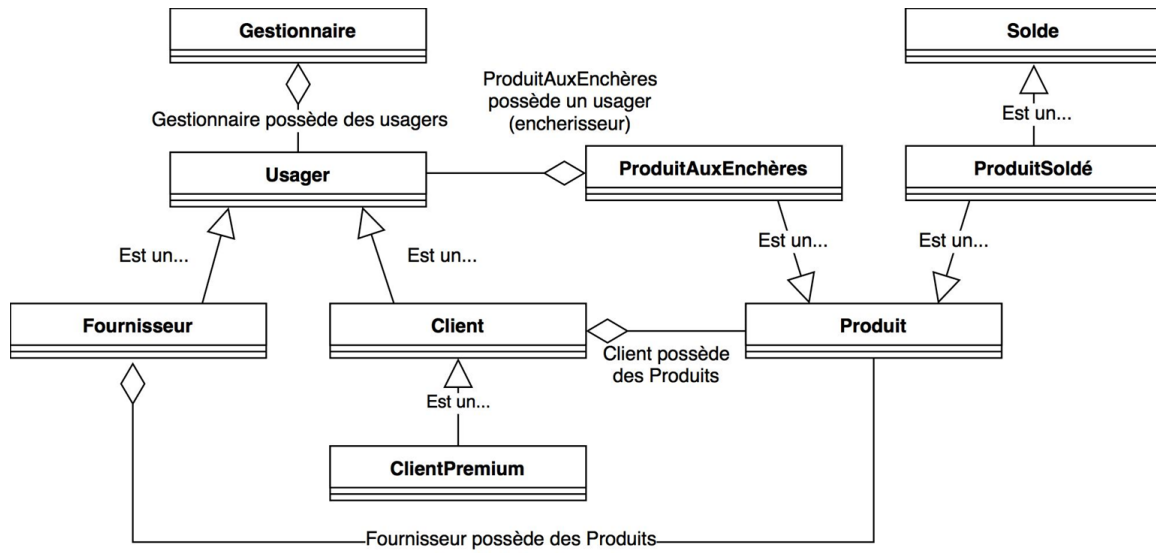 Gestionnaire
Solde
ProduitAuxEnchères
possède un usager
(encherisseur)
Est un...
Gestionnaire possède des usagers
Usager
ProduitAuxEnchères
ProduitSoldé
Est un...
Est un...
Est un...
Est un...
Fournisseur
Client
Produit
Client possède
des Produits
Est un...
ClientPremium
Fournisseur possède des Produits